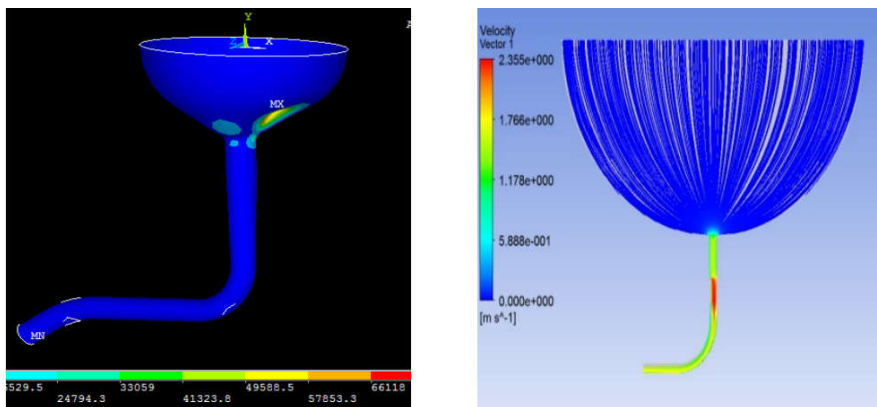 Y
Z X
MX
MN
6529.5 33059 49588.5 66118
24794.3 41323.8 57853.3
Velocity
Vector 1
2.355e+000
1.766e+000
1.178e+000
5.888e-001
0.000e+000
[m s^-1]